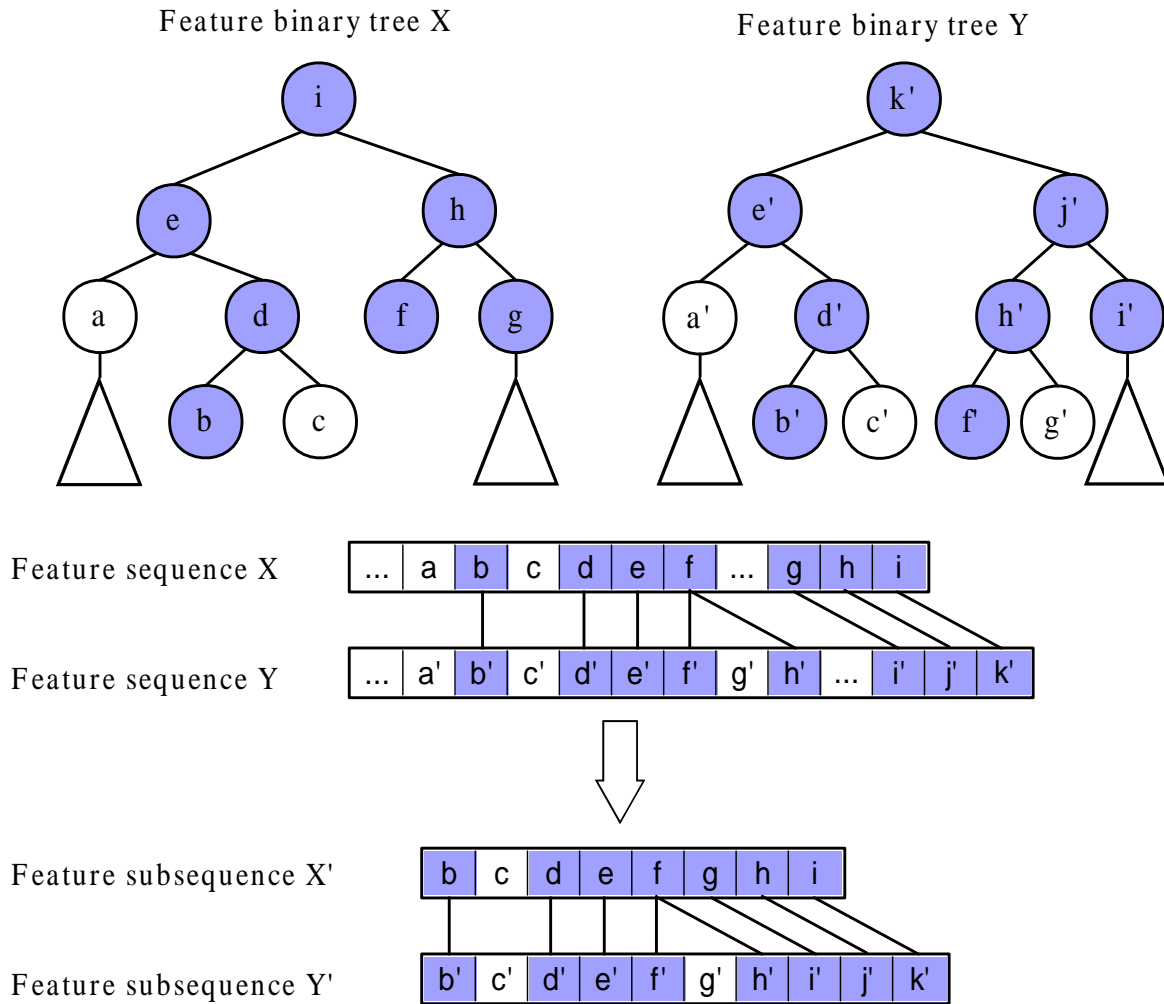 Feature binary tree X
Feature binary tree Y
i
k'
e
h
e'
j'
a
d
f
g
a'
d'
h'
i'
b
c
b'
c'
f'
g'
Feature sequence X
... a b c d e f ... g h i
Feature sequence Y
... a' b' c' d' e' f' g' h' ... i' j' k'
Feature subsequence X'
b c d e f g h i
Feature subsequence Y'
b' c' d' e' f' g' h' i' j' k'